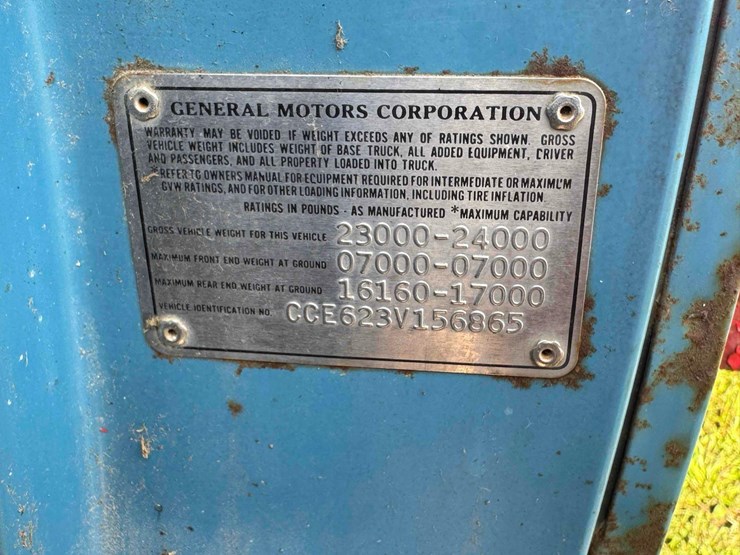 GENERAL MOTORS CORPORATION
WARRANTY MAY BE VOIDED IF WEIGHT EXCEEDS ANY OF RATINGS SHOWN. GROSS
VEHICLE WEIGHT INCLUDES WEIGHT OF BASE TRUCK, ALL ADDED EQUIPMENT, DRIVER
AND PASSENGERS, AND ALL PROPERTY LOADED INTO TRUCK.
REFER TO OWNERS MANUAL FOR EQUIPMENT REQUIRED FOR INTERMEDIATE OR MAXIMUM
GVW RATINGS, AND FOR OTHER LOADING INFORMATION, INCLUDING TIRE INFLATION.
RATINGS IN POUNDS - AS MANUFACTURED *MAXIMUM CAPABILITY
GROSS VEHICLE WEIGHT FOR THIS VEHICLE 23000-24000
MAXIMUM FRONT END WEIGHT AT GROUND 07000-07000
MAXIMUM REAR END WEIGHT AT GROUND 16160-17000
VEHICLE IDENTIFICATION NO. CCE623V156865